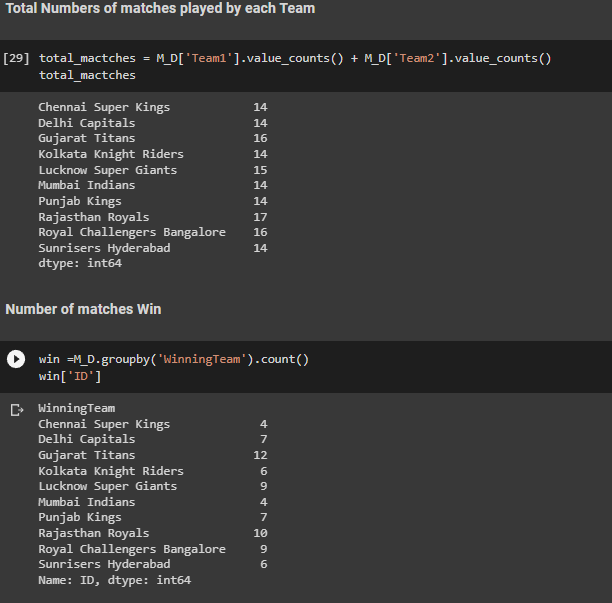 Total Numbers of matches played by each Team
[29] total_mactches = M_D['Team1'].value_counts() + M_D['Team2'].value_counts()
total_mactches
Chennai Super Kings 14
Delhi Capitals 14
Gujarat Titans 16
Kolkata Knight Riders 14
Lucknow Super Giants 15
Mumbai Indians 14
Punjab Kings 14
Rajasthan Royals 17
Royal Challengers Bangalore 16
Sunrisers Hyderabad 14
dtype: int64
Number of matches Win
win =M_D.groupby('WinningTeam').count()
win['ID']
WinningTeam
Chennai Super Kings 4
Delhi Capitals 7
Gujarat Titans 12
Kolkata Knight Riders 6
Lucknow Super Giants 9
Mumbai Indians 4
Punjab Kings 7
Rajasthan Royals 10
Royal Challengers Bangalore 9
Sunrisers Hyderabad 6
Name: ID, dtype: int64